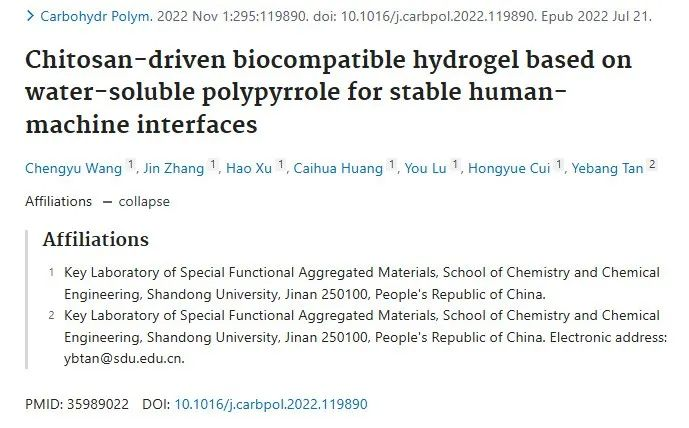 > Carbohydr Polym. 2022 Nov 1:295:119890. doi: 10.1016/j.carbpol.2022.119890. Epub 2022 Jul 21.
Chitosan-driven biocompatible hydrogel based on
water-soluble polypyrrole for stable human-
machine interfaces
Chengyu Wang 1, Jin Zhang 1, Hao Xu 1, Caihua Huang 1, You Lu 1, Hongyue Cui 1, Yebang Tan 2
Affiliations — collapse
Affiliations
1 Key Laboratory of Special Functional Aggregated Materials, School of Chemistry and Chemical
Engineering, Shandong University, Jinan 250100, People's Republic of China.
2 Key Laboratory of Special Functional Aggregated Materials, School of Chemistry and Chemical
Engineering, Shandong University, Jinan 250100, People's Republic of China. Electronic address:
ybtan@sdu.edu.cn.
PMID: 35989022 DOI: 10.1016/j.carbpol.2022.119890